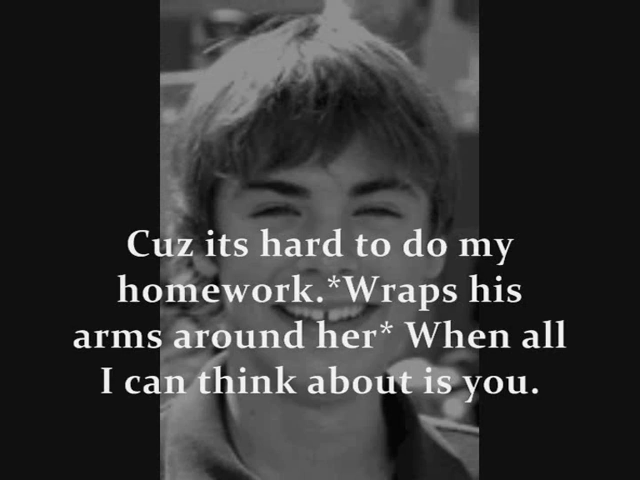 Cuz its hard to do my
homework.*Wraps his
arms around her* When all
I can think about is you.